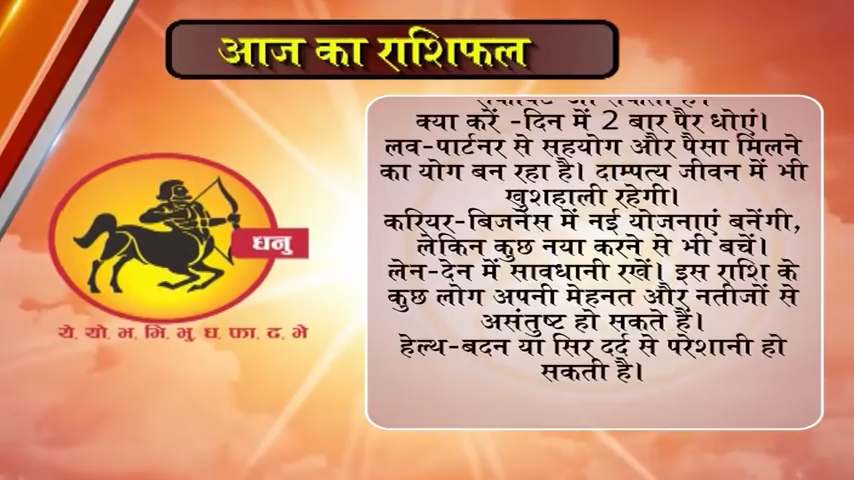 आज का राशिफल
क्या करें -दिन में 2 बार पैर धोएं।
लव-पार्टनर से सहयोग और पैसा मिलने
का योग बन रहा है। दाम्पत्य जीवन में भी
खुशहाली रहेगी।
करियर-बिजनेस में नई योजनाएं बनेंगी,
लेकिन कुछ नया करने से भी बचें।
लेन-देन में सावधानी रखें। इस राशि के
कुछ लोग अपनी मेहनत और नतीजों से
असंतुष्ट हो सकते हैं।
हेल्थ-बदन या सिर दर्द से परेशानी हो
सकती है।
धनु
ये, यो, भ, भि, भु, ध, फा, ढ, भे